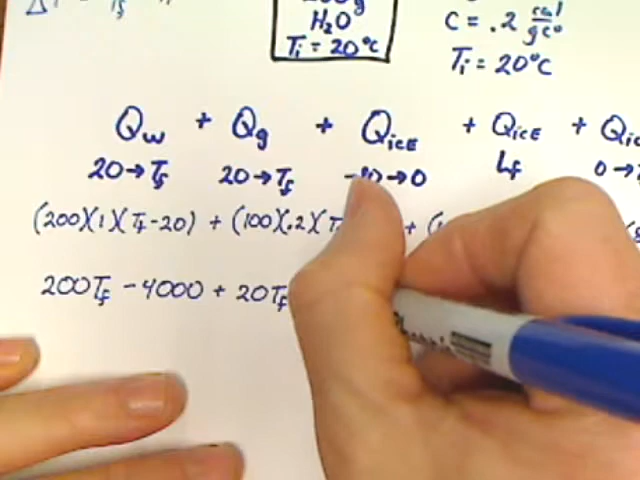 H₂O
Tᵢ = 20°C
C = .2 cal/gC°
Tᵢ = 20°C
Q_w + Q_g + Q_ICE + Q_ICE +
20→T_f 20→T_f →0 L_f 0→
(200)(1)(T_f-20) + (100)(.2)( +
200T_f - 4000 + 20T_f